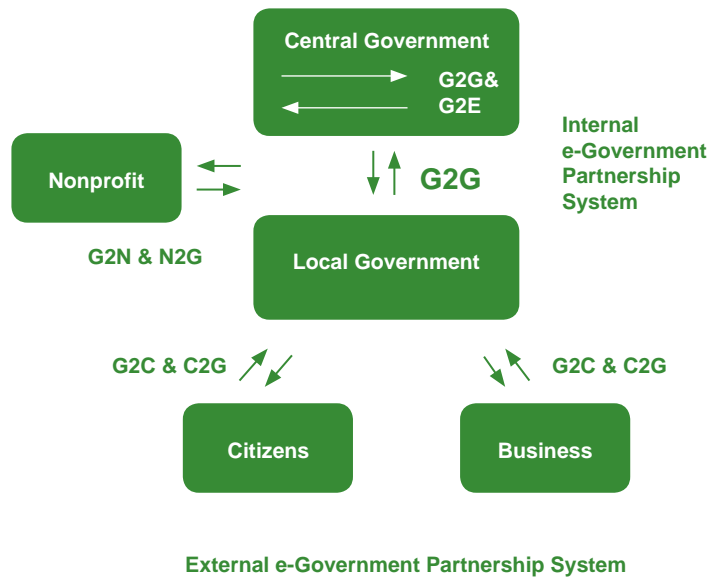 Central Government
G2G&
G2E
Internal
e-Government
Partnership
System
Nonprofit
G2G
G2N & N2G
Local Government
G2C & C2G
G2C & C2G
Citizens
Business
External e-Government Partnership System